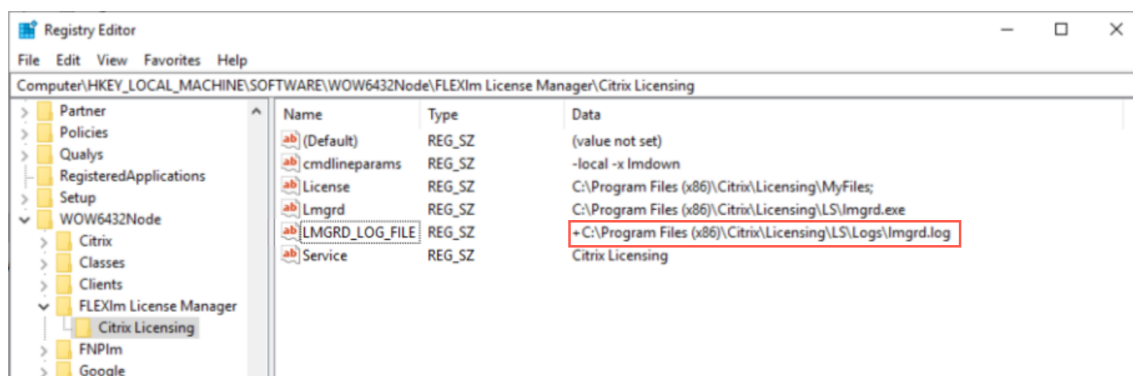 Registry Editor
File Edit View Favorites Help
Computer\HKEY_LOCAL_MACHINE\SOFTWARE\WOW6432Node\FLEXlm License Manager\Citrix Licensing
Partner
Policies
Qualys
RegisteredApplications
Setup
WOW6432Node
Citrix
Classes
Clients
FLEXlm License Manager
Citrix Licensing
FNPlm
Google
Name Type Data
(Default) REG_SZ (value not set)
cmdlineparams REG_SZ -local -x lmdown
License REG_SZ C:\Program Files (x86)\Citrix\Licensing\MyFiles;
Lmgrd REG_SZ C:\Program Files (x86)\Citrix\Licensing\LS\lmgrd.exe
LMGRD_LOG_FILE REG_SZ +C:\Program Files (x86)\Citrix\Licensing\LS\Logs\lmgrd.log
Service REG_SZ Citrix Licensing